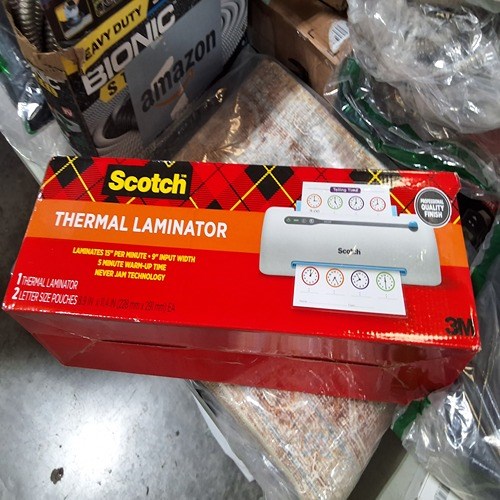 HEAVY DUTY
BIONIC
amazon
Scotch
THERMAL LAMINATOR
LAMINATES 15" PER MINUTE • 9" INPUT WIDTH
5 MINUTE WARM-UP TIME
NEVER JAM TECHNOLOGY
1 THERMAL LAMINATOR
2 LETTER SIZE POUCHES
Telling TIME
Scotch
PROFESSIONAL
QUALITY
FINISH
3M